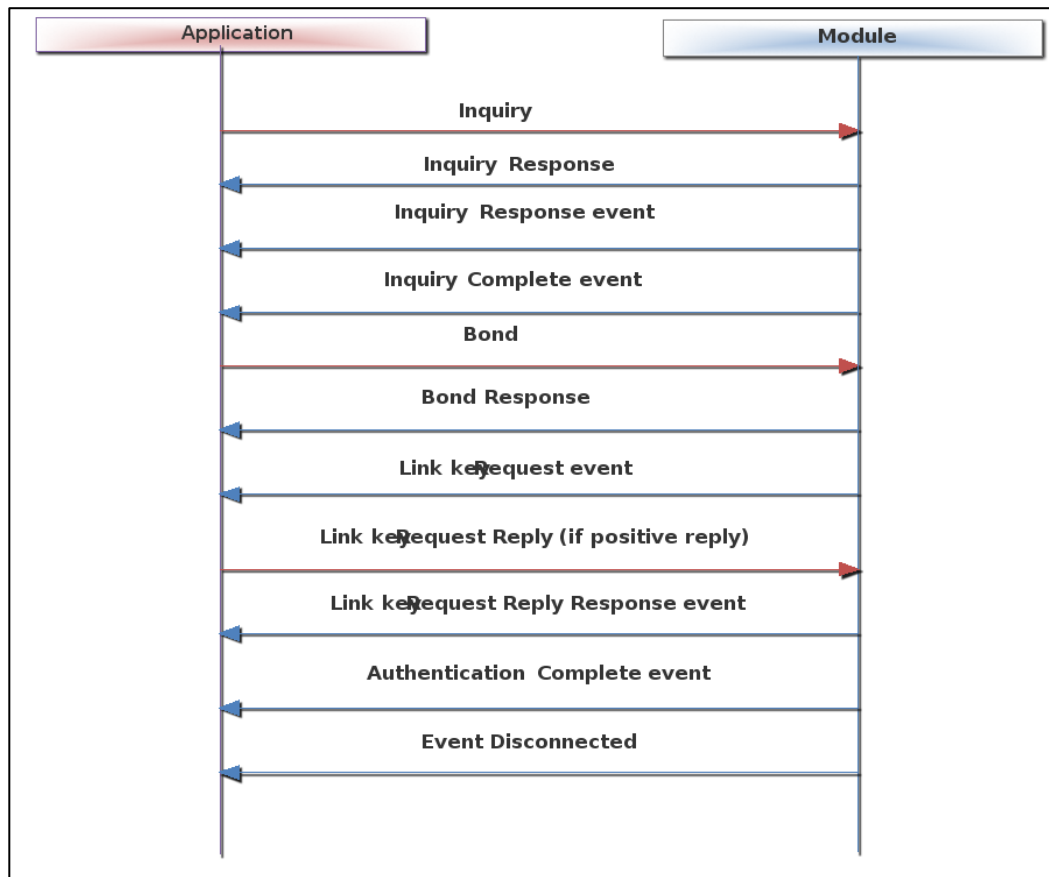 Application
Module
Inquiry
Inquiry Response
Inquiry Response event
Inquiry Complete event
Bond
Bond Response
Link key Request event
Link key Request Reply (if positive reply)
Link key Request Reply Response event
Authentication Complete event
Event Disconnected